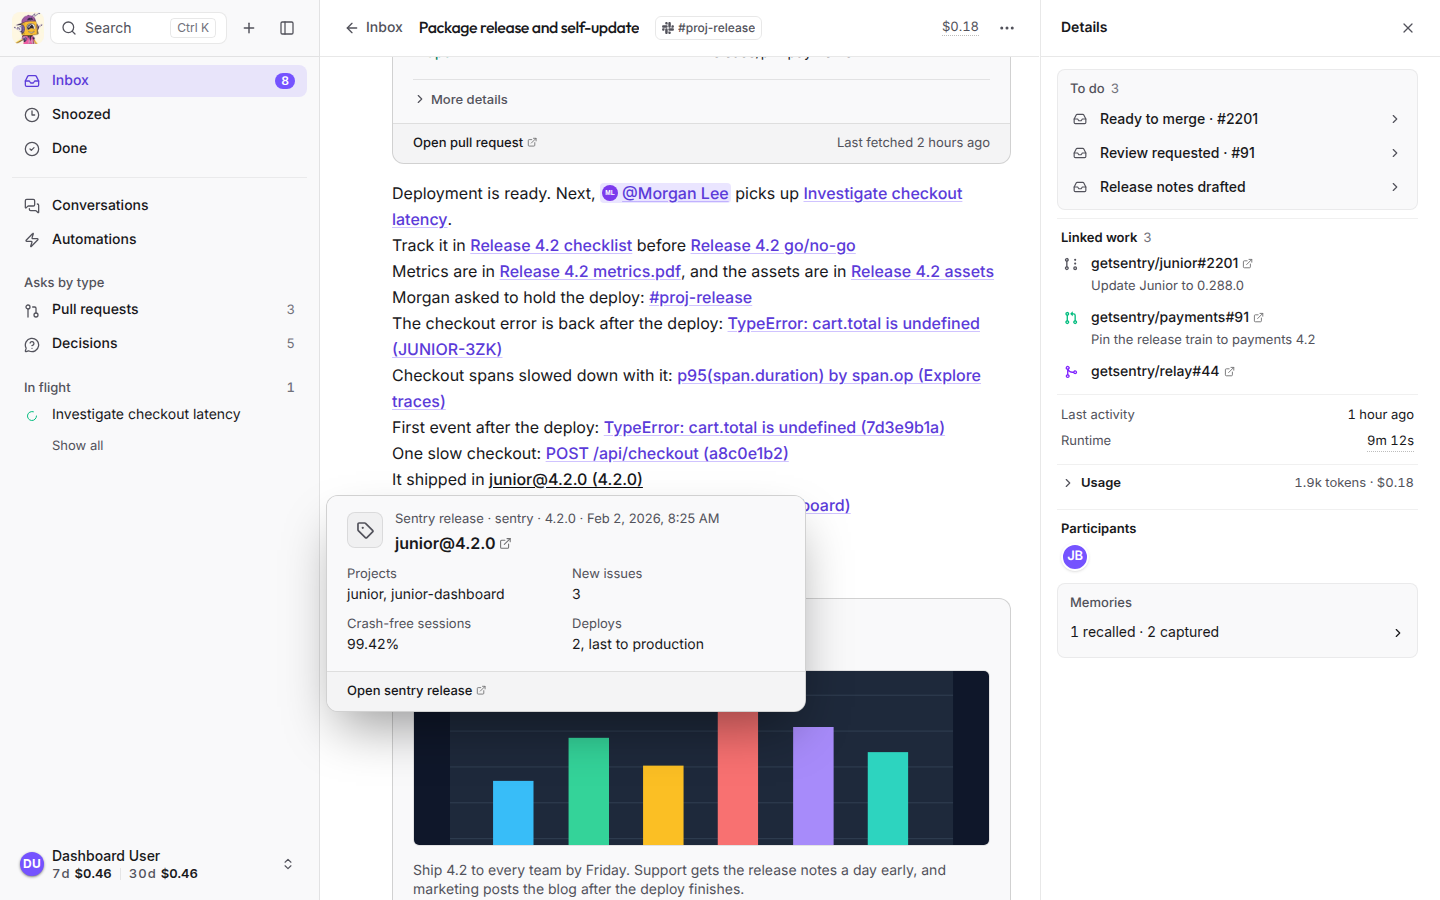 Search
Ctrl K
Inbox
8
Snoozed
Done
Conversations
Automations
Asks by type
Pull requests
3
Decisions
5
In flight
1
Investigate checkout latency
Show all
DU
Dashboard User
7d $0.46
30d $0.46
Inbox
Package release and self-update
#proj-release
$0.18
More details
Open pull request
Last fetched 2 hours ago
Deployment is ready. Next, ML @Morgan Lee picks up Investigate checkout
latency.
Track it in Release 4.2 checklist before Release 4.2 go/no-go
Metrics are in Release 4.2 metrics.pdf, and the assets are in Release 4.2 assets
Morgan asked to hold the deploy: #proj-release
The checkout error is back after the deploy: TypeError: cart.total is undefined
(JUNIOR-3ZK)
Checkout spans slowed down with it: p95(span.duration) by span.op (Explore
traces)
First event after the deploy: TypeError: cart.total is undefined (7d3e9b1a)
One slow checkout: POST /api/checkout (a8c0e1b2)
It shipped in junior@4.2.0 (4.2.0)
board)
Sentry release · sentry · 4.2.0 · Feb 2, 2026, 8:25 AM
junior@4.2.0
Projects
junior, junior-dashboard
New issues
3
Crash-free sessions
99.42%
Deploys
2, last to production
Open sentry release
Ship 4.2 to every team by Friday. Support gets the release notes a day early, and
marketing posts the blog after the deploy finishes.
Details
To do 3
Ready to merge · #2201
Review requested · #91
Release notes drafted
Linked work 3
getsentry/junior#2201
Update Junior to 0.288.0
getsentry/payments#91
Pin the release train to payments 4.2
getsentry/relay#44
Last activity
1 hour ago
Runtime
9m 12s
Usage
1.9k tokens · $0.18
Participants
JB
Memories
1 recalled · 2 captured